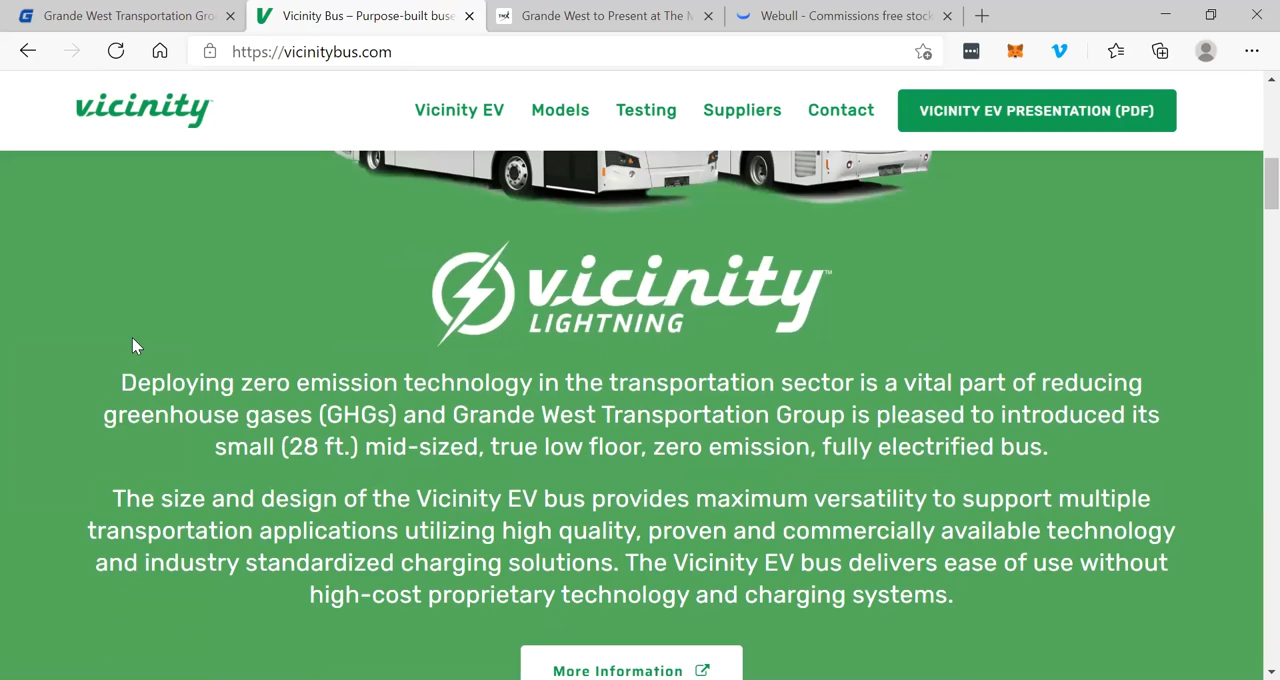 Grande West Transportation Gro
Vicinity Bus – Purpose-built buse
Grande West to Present at The M
Webull - Commissions free stock
https://vicinitybus.com
vicinity
Vicinity EV
Models
Testing
Suppliers
Contact
VICINITY EV PRESENTATION (PDF)
vicinity™
LIGHTNING
Deploying zero emission technology in the transportation sector is a vital part of reducing
greenhouse gases (GHGs) and Grande West Transportation Group is pleased to introduced its
small (28 ft.) mid-sized, true low floor, zero emission, fully electrified bus.
The size and design of the Vicinity EV bus provides maximum versatility to support multiple
transportation applications utilizing high quality, proven and commercially available technology
and industry standardized charging solutions. The Vicinity EV bus delivers ease of use without
high-cost proprietary technology and charging systems.
More Information